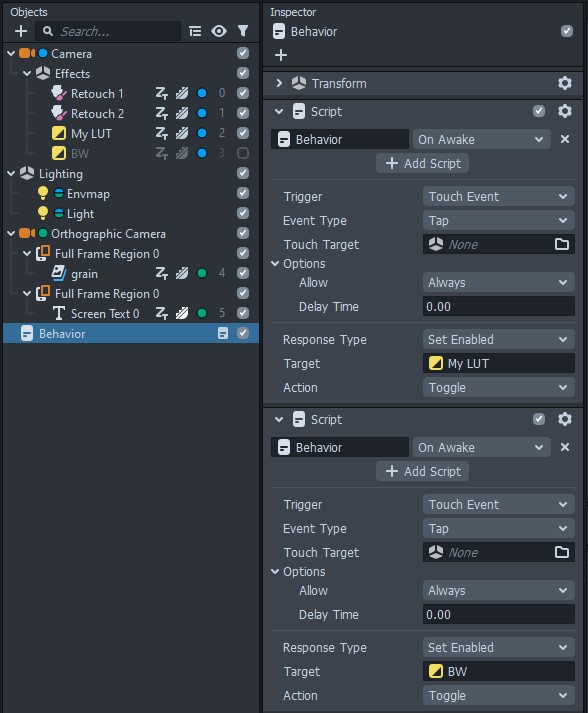 Objects
Search...
Camera
Effects
Retouch 1 0
Retouch 2 1
My LUT 2
BW 3
Lighting
Envmap
Light
Orthographic Camera
Full Frame Region 0
grain 4
Full Frame Region 0
Screen Text 0 5
Behavior
Inspector
Behavior
Transform
Script
Behavior On Awake
Add Script
Trigger Touch Event
Event Type Tap
Touch Target None
Options
Allow Always
Delay Time 0.00
Response Type Set Enabled
Target My LUT
Action Toggle
Script
Behavior On Awake
Add Script
Trigger Touch Event
Event Type Tap
Touch Target None
Options
Allow Always
Delay Time 0.00
Response Type Set Enabled
Target BW
Action Toggle